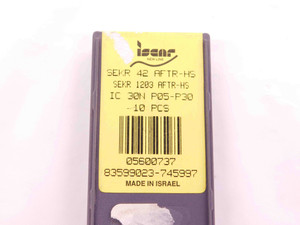 iscar
SEKR 42 AFTR-HS
SEKR 1203 AFTR-HS
IC 30N P05-P30
10 PCS
05600737
83599023-745997
MADE IN ISRAEL